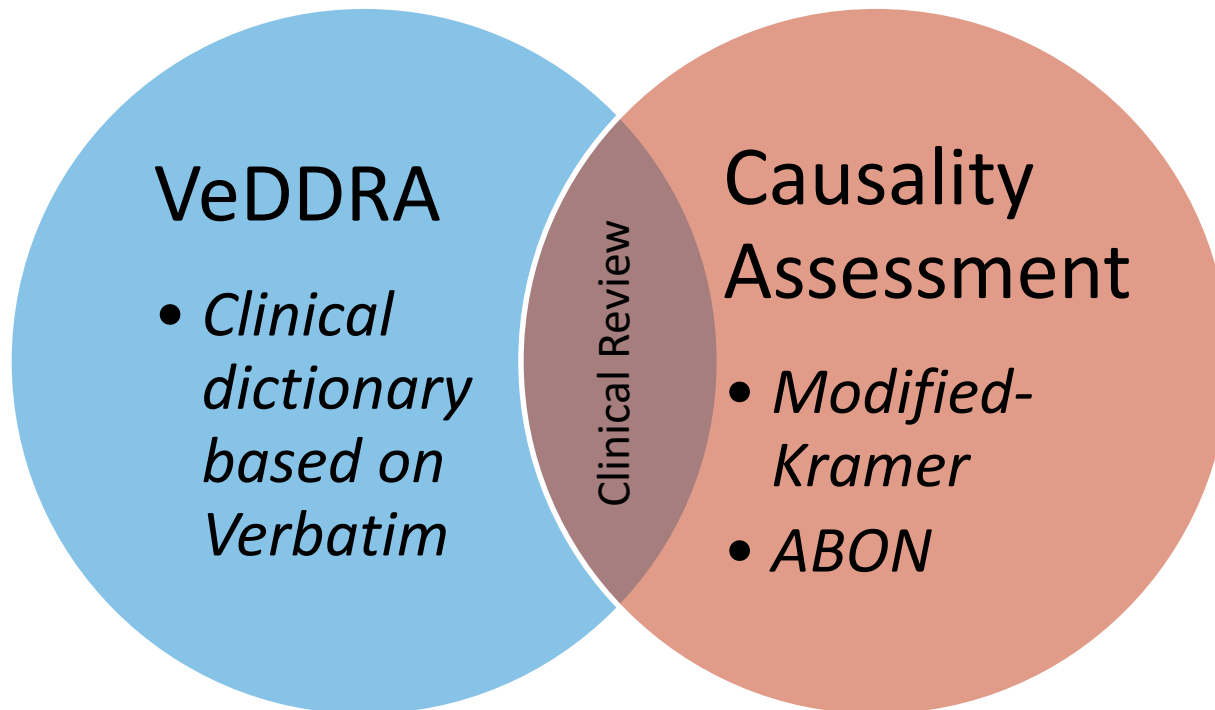 VeDDRA
• Clinical
dictionary
based on
Verbatim
Clinical Review
Causality
Assessment
• Modified-
Kramer
• ABON